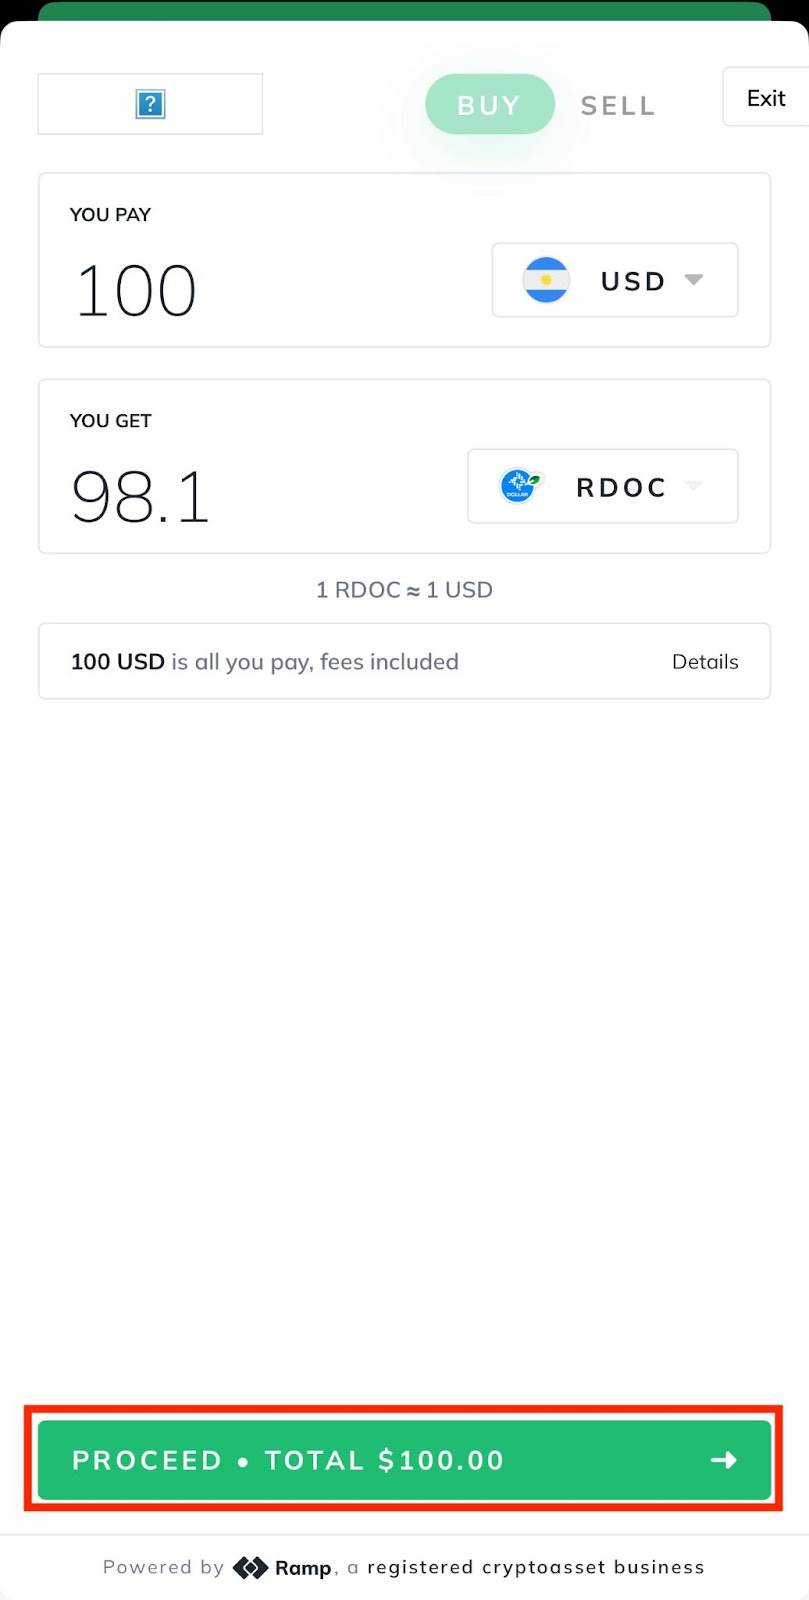 ?
BUY SELL Exit
YOU PAY
100 USD
YOU GET
98.1 DOLLAR RDOC
1 RDOC ≈ 1 USD
100 USD is all you pay, fees included Details
PROCEED • TOTAL $100.00 →
Powered by Ramp, a registered cryptoasset business